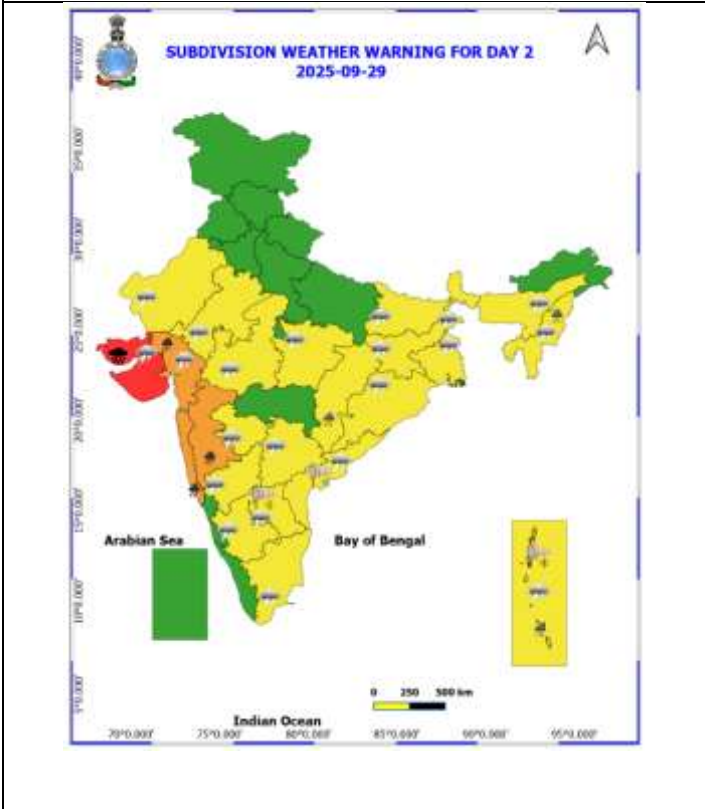 SUBDIVISION WEATHER WARNING FOR DAY 2
2025-09-29
Arabian Sea
Bay of Bengal
0 250 500 km
Indian Ocean
70°0.000' 75°0.000' 80°0.000' 85°0.000' 90°0.000' 95°0.000'